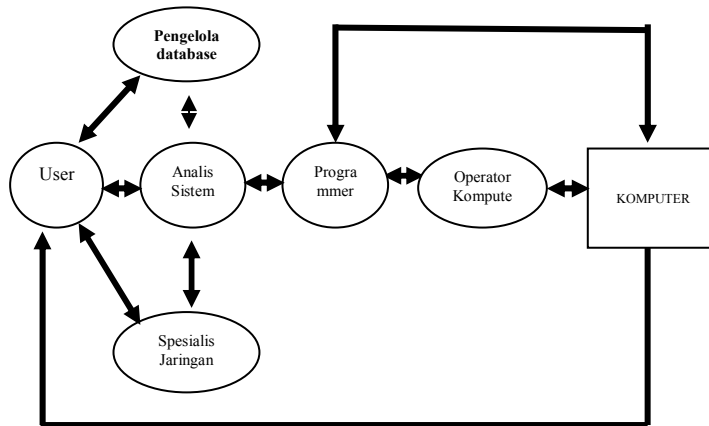 Pengelola
database
User
Analis
Sistem
Progra
mmer
Operator
Kompute
KOMPUTER
Spesialis
Jaringan